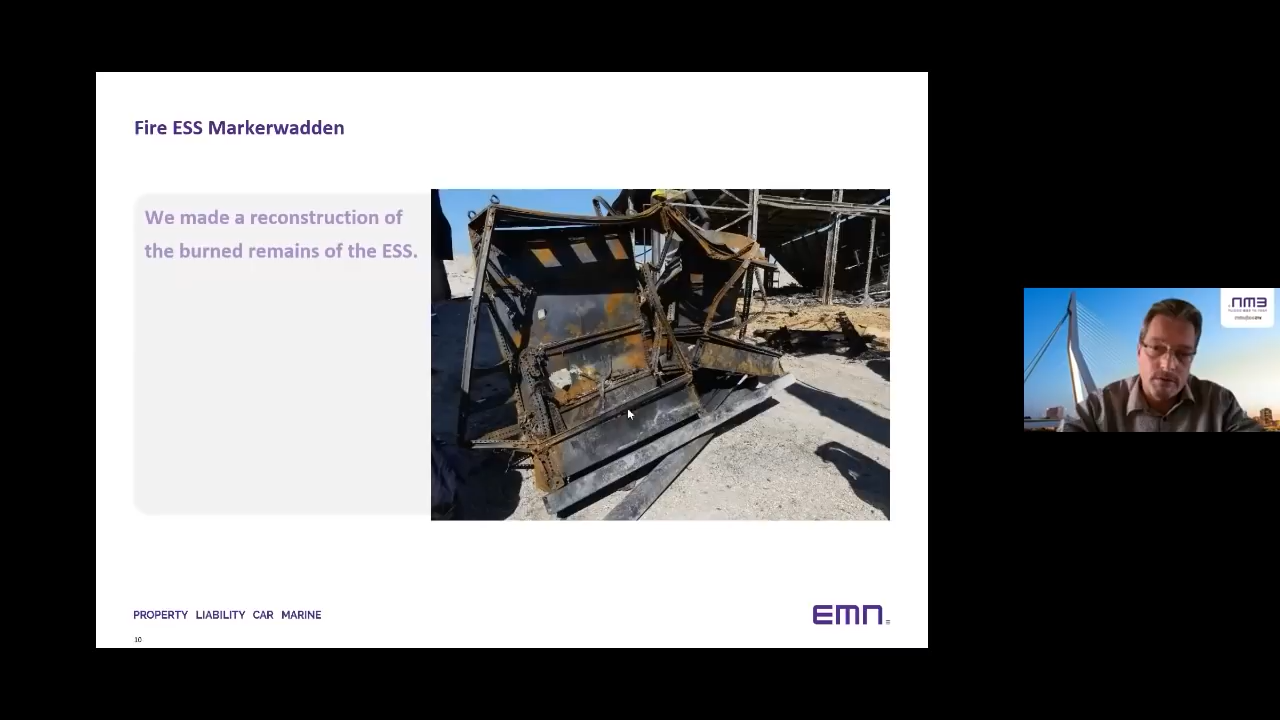 Fire ESS Markerwadden
We made a reconstruction of
the burned remains of the ESS.
PROPERTY LIABILITY CAR MARINE
EMN
10